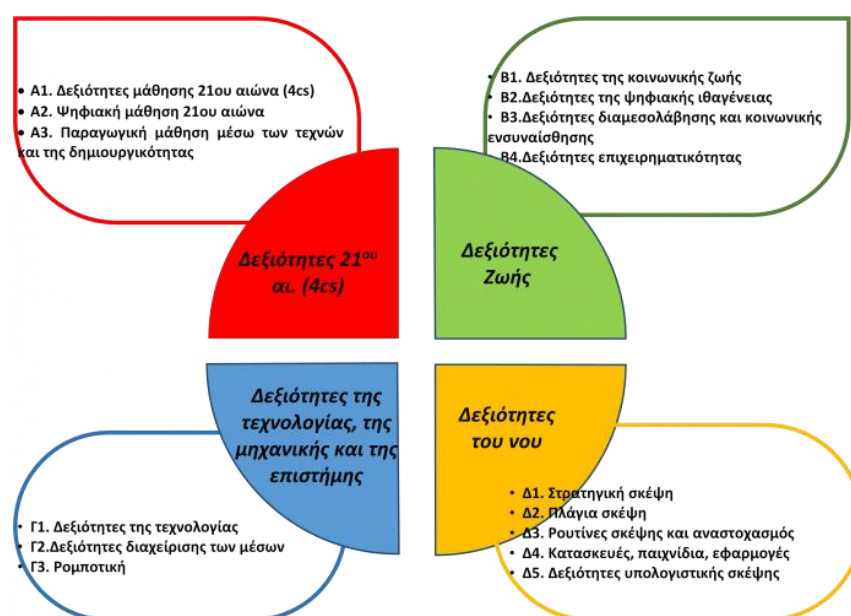 • Α1. Δεξιότητες μάθησης 21ου αιώνα (4cs)
• Α2. Ψηφιακή μάθηση 21ου αιώνα
• Α3. Παραγωγική μάθηση μέσω των τεχνών
και της δημιουργικότητας
• Β1. Δεξιότητες της κοινωνικής ζωής
• Β2.Δεξιότητες της ψηφιακής ιθαγένειας
• Β3.Δεξιότητες διαμεσολάβησης και κοινωνικής
ενσυναίσθησης
• Β4.Δεξιότητες επιχειρηματικότητας
Δεξιότητες 21ου
αι. (4cs)
Δεξιότητες
Ζωής
Δεξιότητες της
τεχνολογίας, της
μηχανικής και της
επιστήμης
Δεξιότητες
του νου
• Γ1. Δεξιότητες της τεχνολογίας
• Γ2.Δεξιότητες διαχείρισης των μέσων
• Γ3. Ρομποτική
• Δ1. Στρατηγική σκέψη
• Δ2. Πλάγια σκέψη
• Δ3. Ρουτίνες σκέψης και αναστοχασμός
• Δ4. Κατασκευές, παιχνίδια, εφαρμογές
• Δ5. Δεξιότητες υπολογιστικής σκέψης